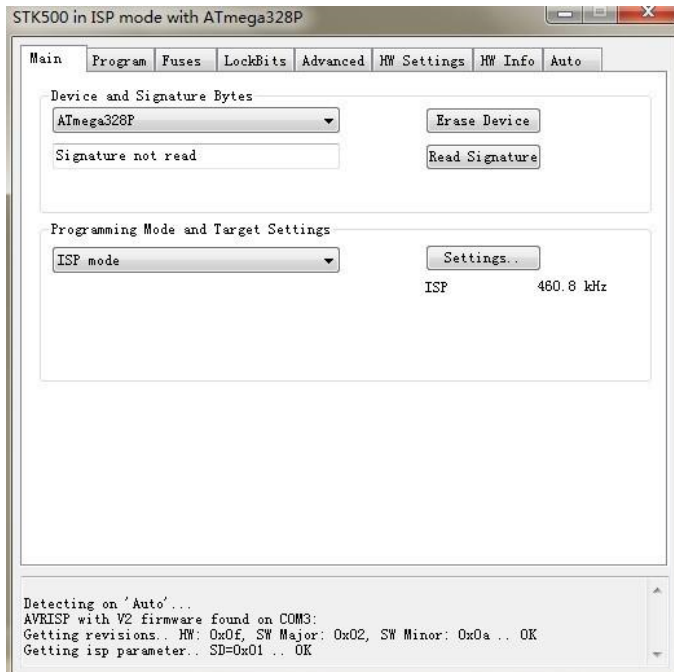 STK500 in ISP mode with ATmega328P
Main Program Fuses LockBits Advanced HW Settings HW Info Auto
Device and Signature Bytes
ATmega328P Erase Device
Signature not read Read Signature
Programming Mode and Target Settings
ISP mode Settings..
ISP 460.8 kHz
Detecting on 'Auto'...
AVRISP with V2 firmware found on COM3:
Getting revisions.. HW: 0x0f, SW Major: 0x02, SW Minor: 0x0a .. OK
Getting isp parameter.. SD=0x01 .. OK